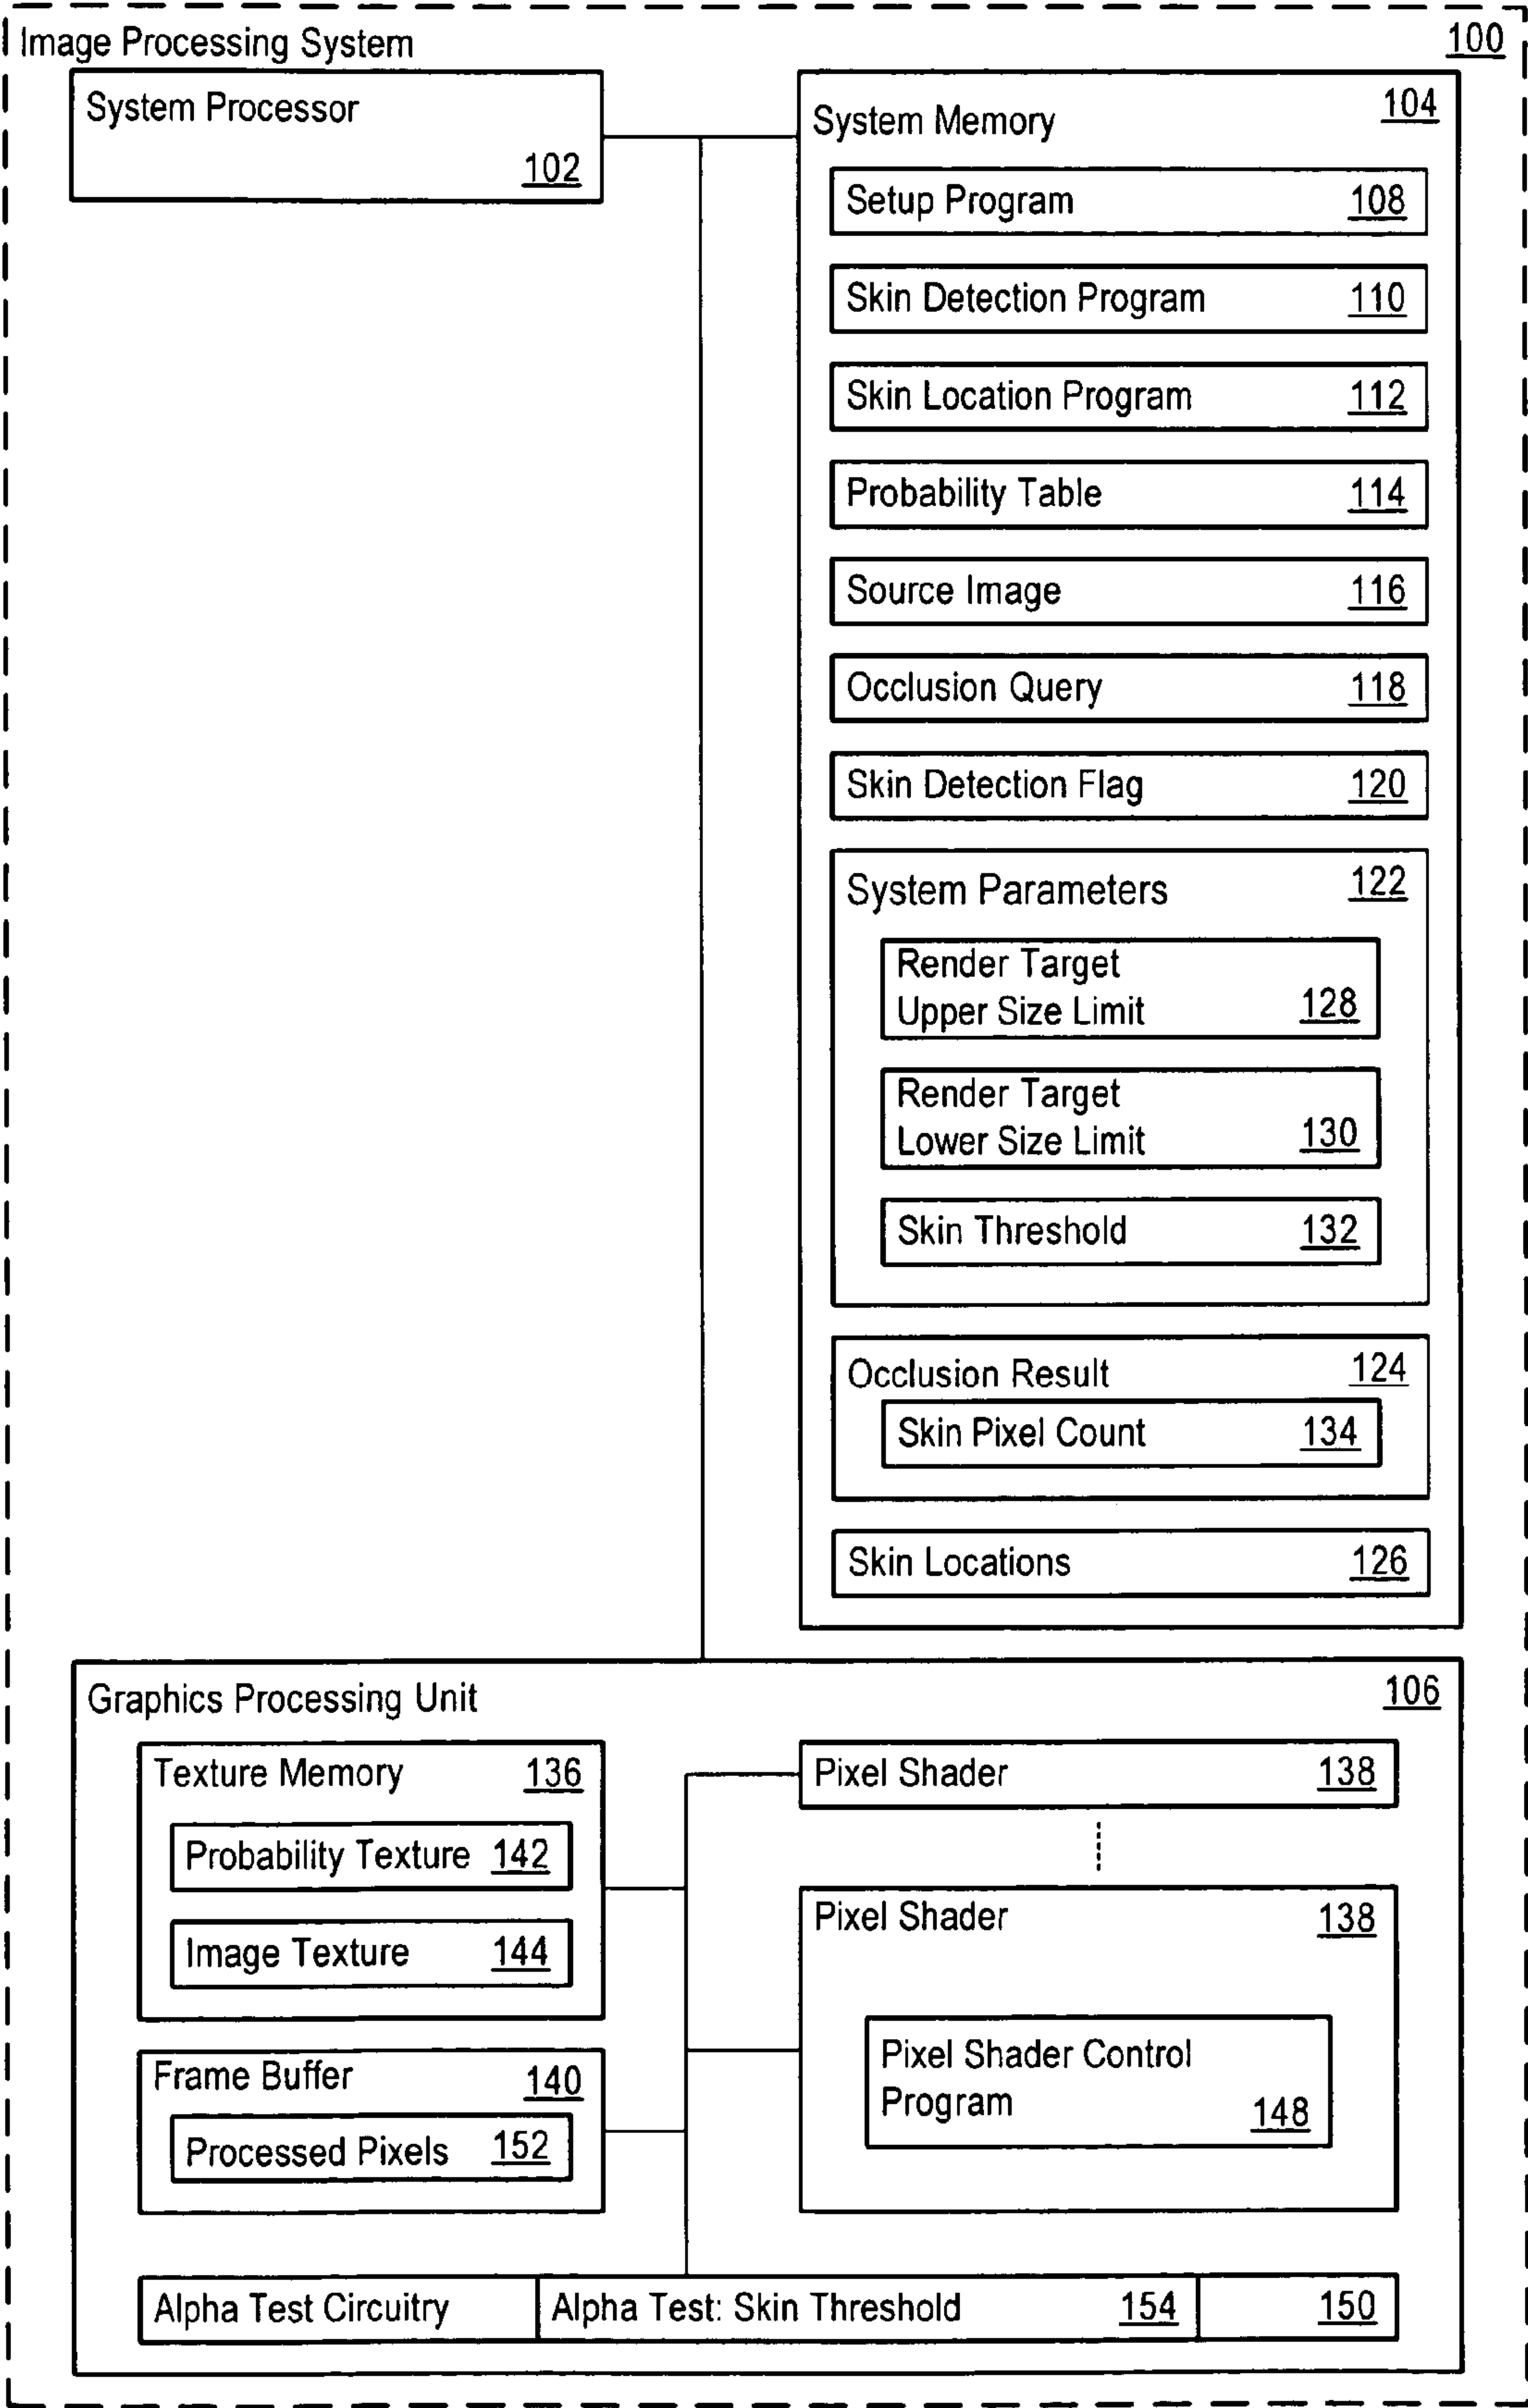 Image Processing System 100
System Processor
102
System Memory 104
Setup Program 108
Skin Detection Program 110
Skin Location Program 112
Probability Table 114
Source Image 116
Occlusion Query 118
Skin Detection Flag 120
System Parameters 122
Render Target
Upper Size Limit 128
Render Target
Lower Size Limit 130
Skin Threshold 132
Occlusion Result 124
Skin Pixel Count 134
Skin Locations 126
Graphics Processing Unit 106
Texture Memory 136
Probability Texture 142
Image Texture 144
Frame Buffer 140
Processed Pixels 152
Pixel Shader 138
Pixel Shader 138
Pixel Shader Control
Program 148
Alpha Test Circuitry Alpha Test: Skin Threshold 154 150